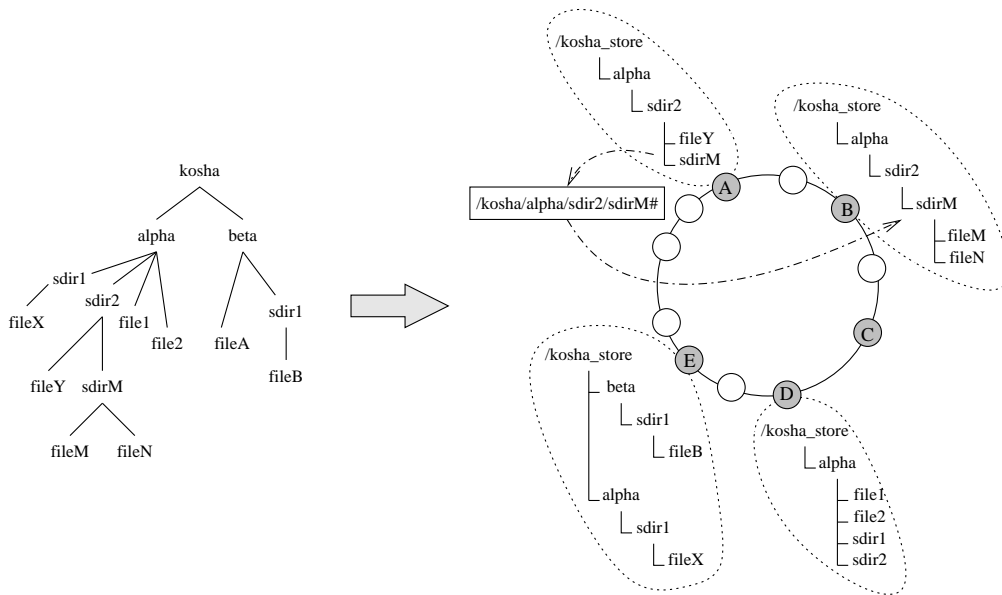 kosha
alpha beta
sdir1
sdir2
sdir1
fileX
file1
file2
fileA
fileY sdirM
fileB
fileM fileN
/kosha_store
alpha
sdir2
fileY
sdirM
/kosha/alpha/sdir2/sdirM#
A
/kosha_store
alpha
sdir2
sdirM
fileM
fileN
B
C
D
E
/kosha_store
beta
sdir1
fileB
alpha
sdir1
fileX
/kosha_store
alpha
file1
file2
sdir1
sdir2